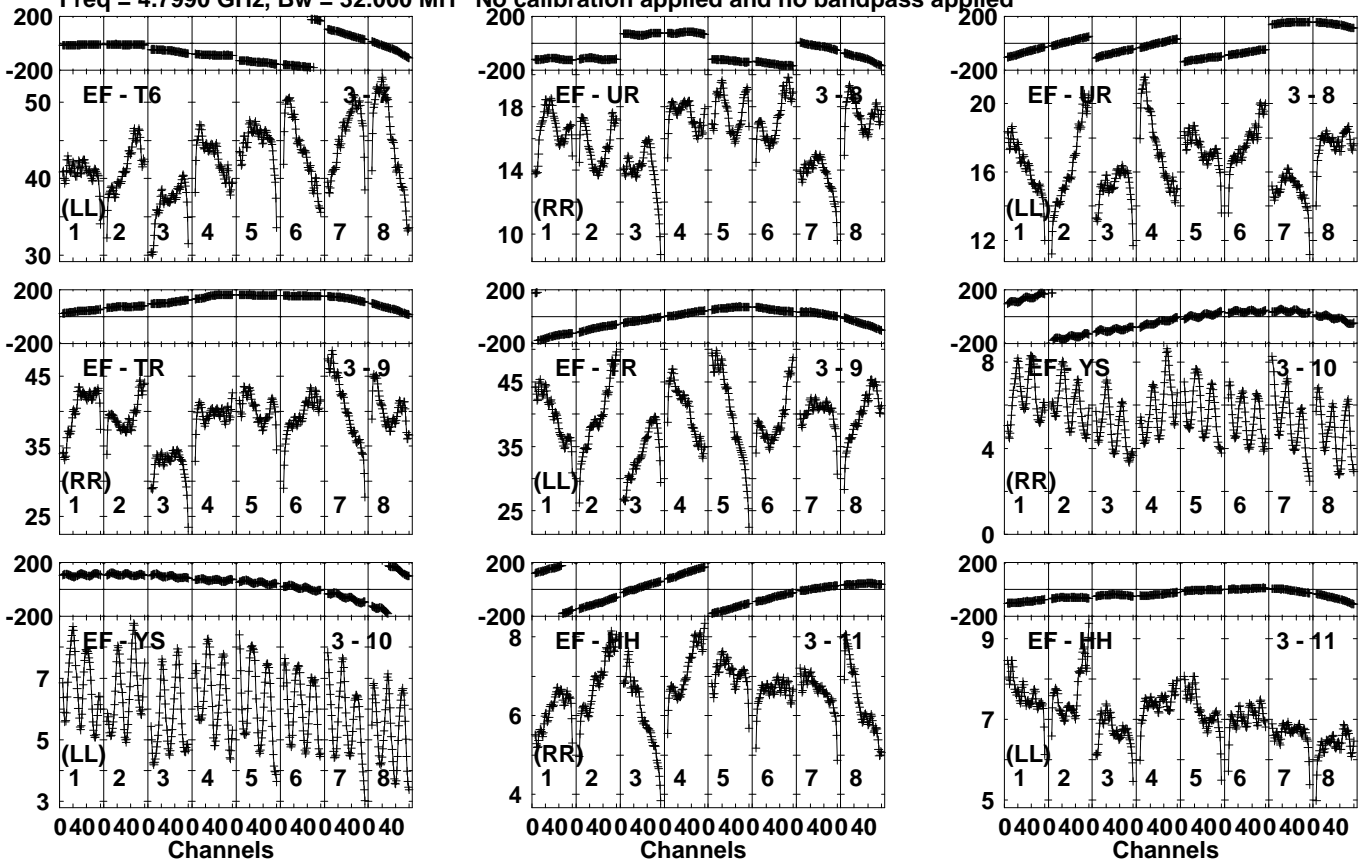 Freq = 4.7990 GHz, Bw = 32.000 MH No calibration applied and no bandpass applied
200 200 200
-200 -200 -200
EF - T6 3 - 7 EF - UR 3 - 8 EF - UR 3 - 8
50 18 20
40 14 16
30 10 12
(LL) (RR) (LL)
1 2 3 4 5 6 7 8 1 2 3 4 5 6 7 8 1 2 3 4 5 6 7 8
200 200 200
-200 -200 -200
EF - TR 3 - 9 EF - TR 3 - 9 EF - YS 3 - 10
45 45 8
35 35 4
25 25 0
(RR) (LL) (RR)
1 2 3 4 5 6 7 8 1 2 3 4 5 6 7 8 1 2 3 4 5 6 7 8
200 200 200
-200 -200 -200
EF - YS 3 - 10 EF - HH 3 - 11 EF - HH 3 - 11
7 8 9
5 6 7
3 4 5
(LL) (RR) (LL)
1 2 3 4 5 6 7 8 1 2 3 4 5 6 7 8 1 2 3 4 5 6 7 8
0 40 0 40 0 40 0 40 0 40 0 40 0 40 0 40 0 40 0 40 0 40 0 40 0 40 0 40 0 40 0 40 0 40 0 40 0 40 0 40 0 40 0 40 0 40 0 40
Channels Channels Channels